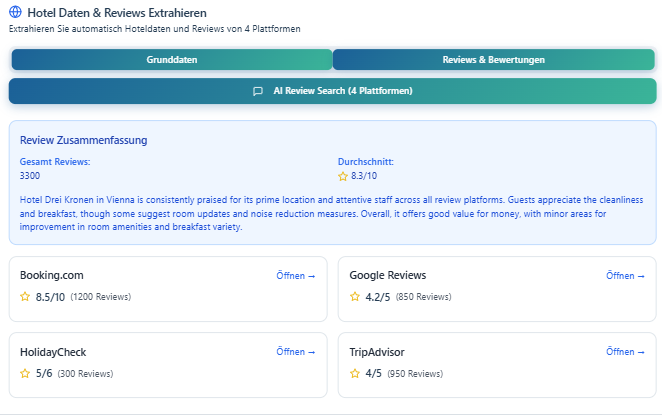 Hotel Daten & Reviews Extrahieren
Extrahieren Sie automatisch Hoteldaten und Reviews von 4 Plattformen
Grunddaten
Reviews & Bewertungen
AI Review Search (4 Plattformen)
Review Zusammenfassung
Gesamt Reviews:
3300
Durchschnitt:
8.3/10
Hotel Drei Kronen in Vienna is consistently praised for its prime location and attentive staff across all review platforms. Guests appreciate the cleanliness
and breakfast, though some suggest room updates and noise reduction measures. Overall, it offers good value for money, with minor areas for
improvement in room amenities and breakfast variety.
Booking.com
Öffnen →
8.5/10 (1200 Reviews)
Google Reviews
Öffnen →
4.2/5 (850 Reviews)
HolidayCheck
Öffnen →
5/6 (300 Reviews)
TripAdvisor
Öffnen →
4/5 (950 Reviews)